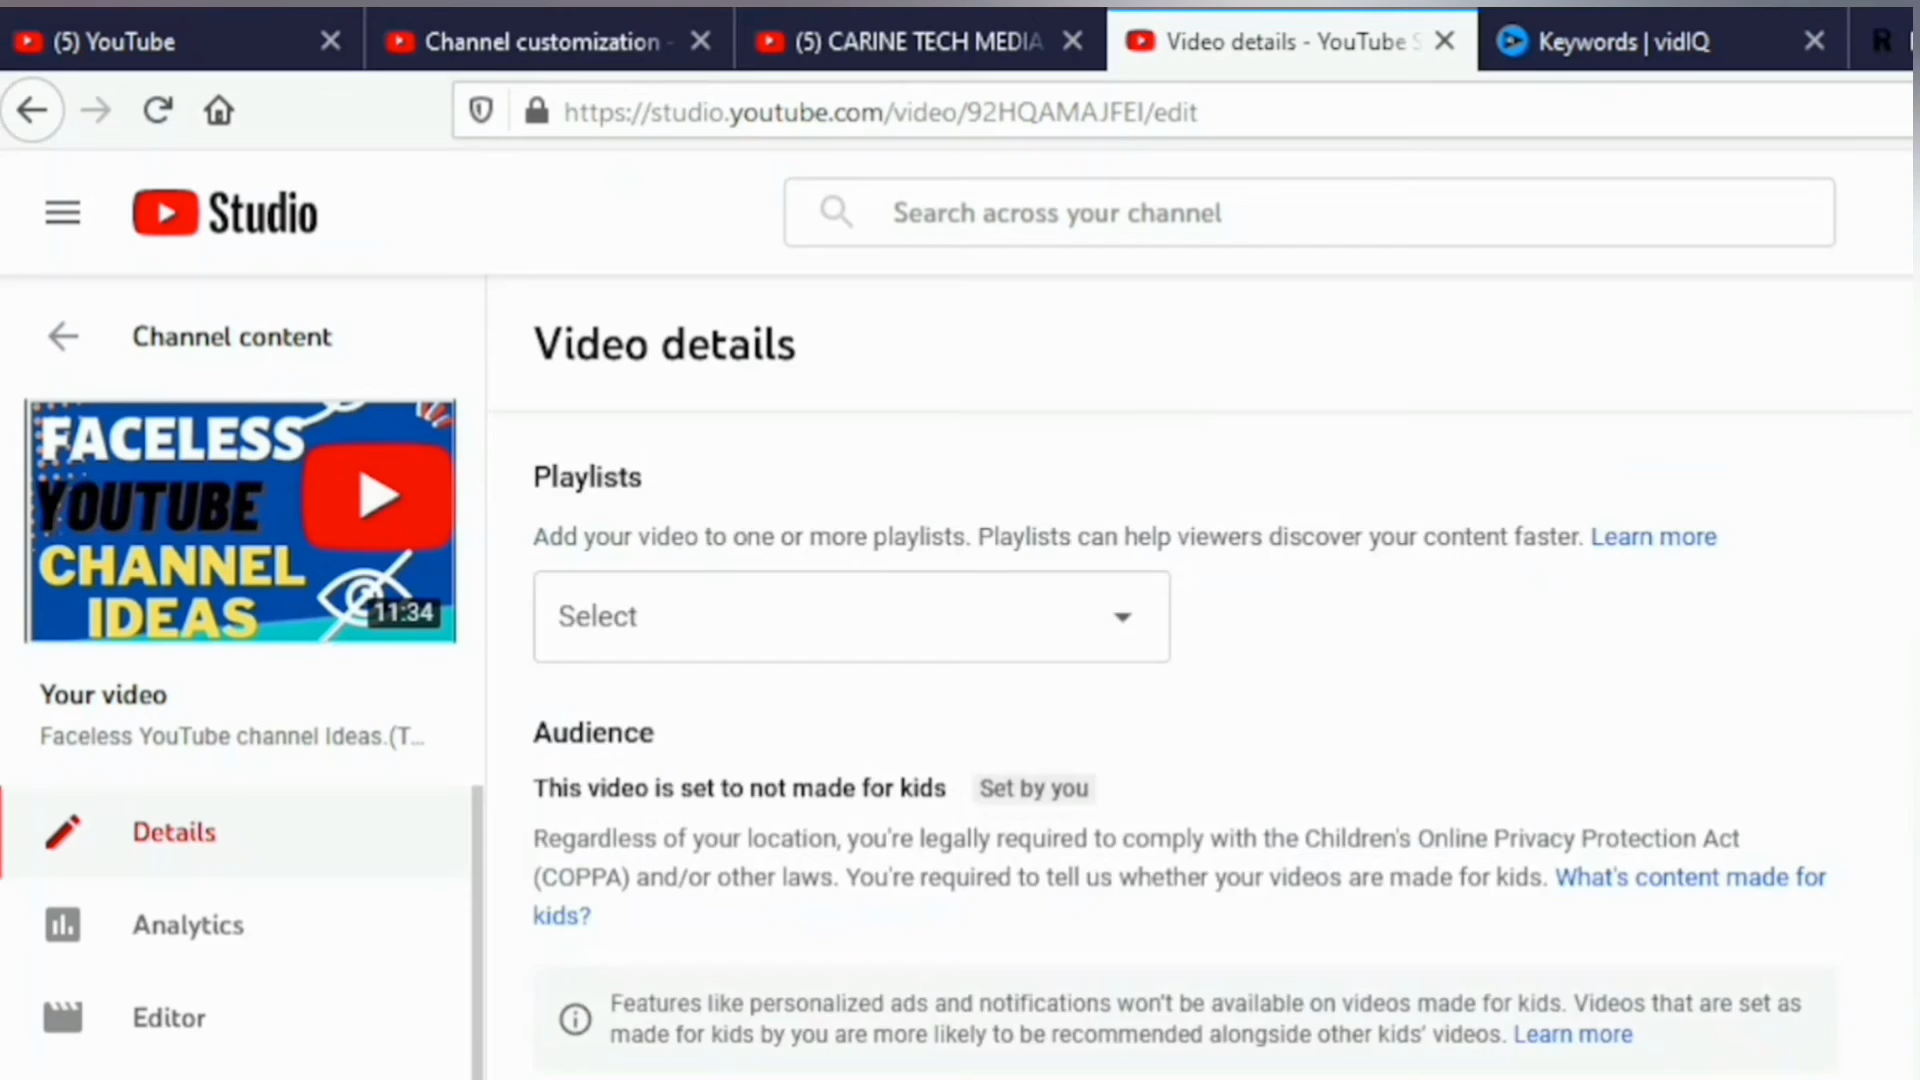 (5) YouTube
Channel customization -
(5) CARINE TECH MEDIA
Video details - YouTube S
Keywords | vidIQ
R
https://studio.youtube.com/video/92HQAMAJFEI/edit
Studio
Search across your channel
Channel content
Video details
FACELESS
YOUTUBE
CHANNEL
IDEAS
11:34
Playlists
Add your video to one or more playlists. Playlists can help viewers discover your content faster. Learn more
Select
Your video
Faceless YouTube channel Ideas.(T...
Audience
This video is set to not made for kids
Set by you
Regardless of your location, you're legally required to comply with the Children's Online Privacy Protection Act
(COPPA) and/or other laws. You're required to tell us whether your videos are made for kids. What's content made for
kids?
Details
Analytics
Editor
Features like personalized ads and notifications won't be available on videos made for kids. Videos that are set as
made for kids by you are more likely to be recommended alongside other kids' videos. Learn more